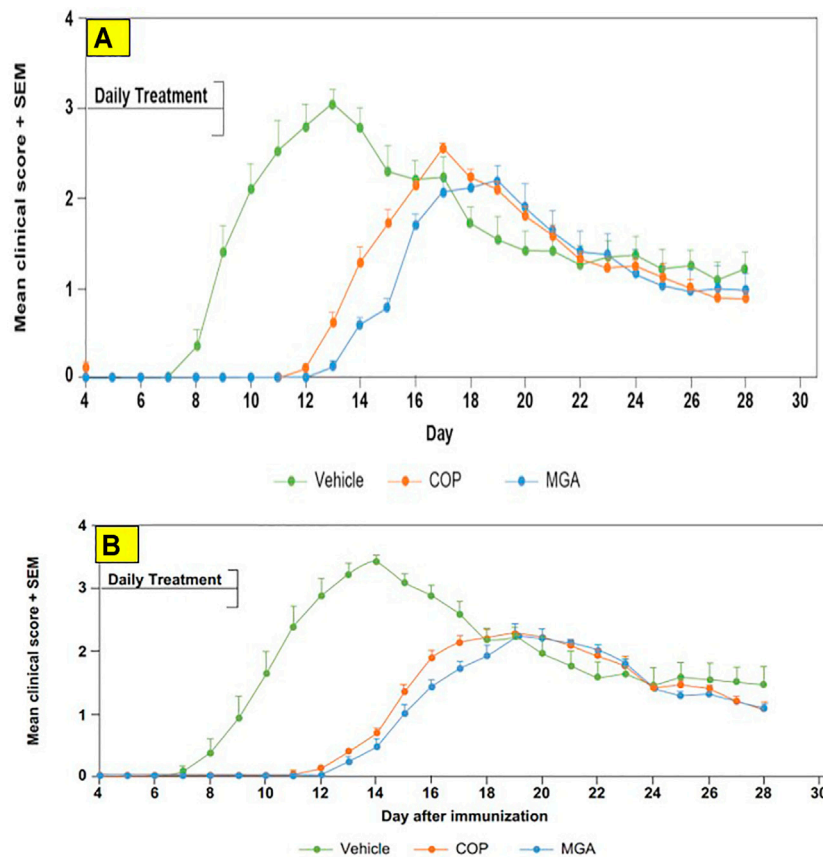 A
Mean clinical score + SEM
4
3
2
1
0
Daily Treatment
4 6 8 10 12 14 16 18 20 22 24 26 28 30
Day
Vehicle COP MGA
B
Mean clinical score + SEM
4
3
2
1
0
Daily Treatment
4 6 8 10 12 14 16 18 20 22 24 26 28 30
Day after immunization
Vehicle COP MGA